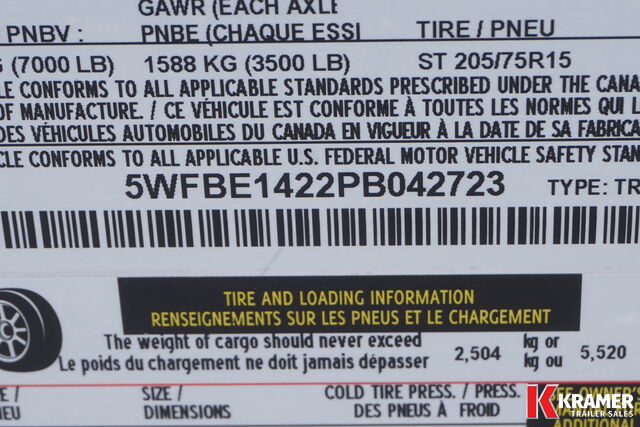 GAWR (EACH AXLE
PNBV : PNBE (CHAQUE ESSI TIRE / PNEU
(7000 LB) 1588 KG (3500 LB) ST 205/75R15
CLE CONFORMS TO ALL APPLICABLE STANDARDS PRESCRIBED UNDER THE CANA
OF MANUFACTURE. / CE VÉHICULE EST CONFORME À TOUTES LES NORMES QUI L
DES VÉHICULES AUTOMOBILES DU CANADA EN VIGUEUR À LA DATE DE SA FABRICA
CLE CONFORMS TO ALL APPLICABLE U.S. FEDERAL MOTOR VEHICLE SAFETY STAN
5WFBE1422PB042723 TYPE: TR
TIRE AND LOADING INFORMATION
RENSEIGNEMENTS SUR LES PNEUS ET LE CHARGEMENT
The weight of cargo should never exceed kg or
Le poids du chargement ne doit jamais dépasser 2,504 kg ou 5,520
E / SIZE / COLD TIRE PRESS. / PRESS. SEE OWNER'S
EU DIMENSIONS DES PNEUS À FROID
KRAMER
TRAILER SALES